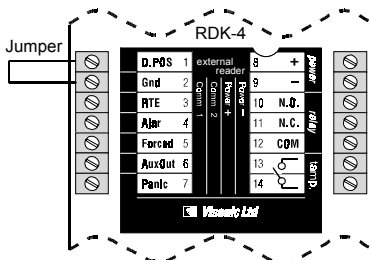 RDK-4
Jumper
D.POS 1
Gnd 2
RTE 3
Ajar 4
Forced 5
AuxOut 6
Panic 7
external
reader
Comm 1
Comm 2
Power +
Power −
8 +
9 −
10 N.O.
11 N.C.
12 COM
13
14
power
relay
tamp.
Visonic Ltd